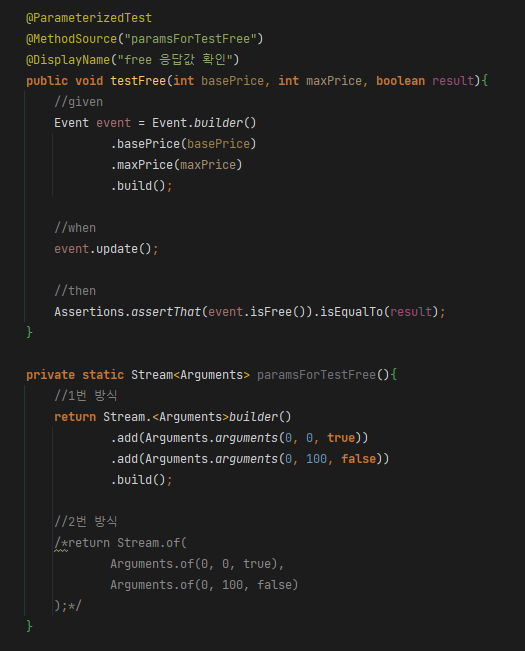 @ParameterizedTest
@MethodSource("paramsForTestFree")
@DisplayName("free 응답값 확인")
public void testFree(int basePrice, int maxPrice, boolean result){
//given
Event event = Event.builder()
.basePrice(basePrice)
.maxPrice(maxPrice)
.build();
//when
event.update();
//then
Assertions.assertThat(event.isFree()).isEqualTo(result);
}
private static Stream<Arguments> paramsForTestFree(){
//1번 방식
return Stream.<Arguments>builder()
.add(Arguments.arguments(0, 0, true))
.add(Arguments.arguments(0, 100, false))
.build();
//2번 방식
/*return Stream.of(
Arguments.of(0, 0, true),
Arguments.of(0, 100, false)
);*/
}